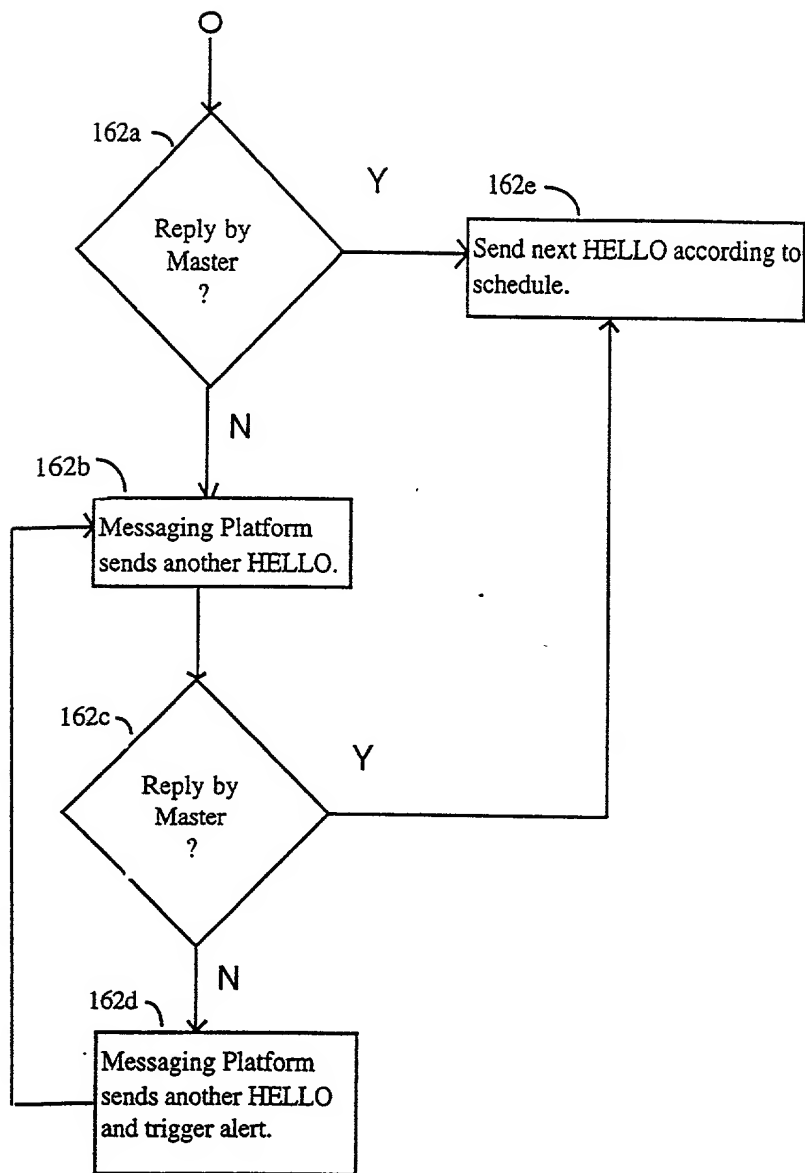 O
162a
Reply by
Master
?
Y
162e
Send next HELLO according to
schedule.
N
162b
Messaging Platform
sends another HELLO.
162c
Reply by
Master
?
Y
N
162d
Messaging Platform
sends another HELLO
and trigger alert.